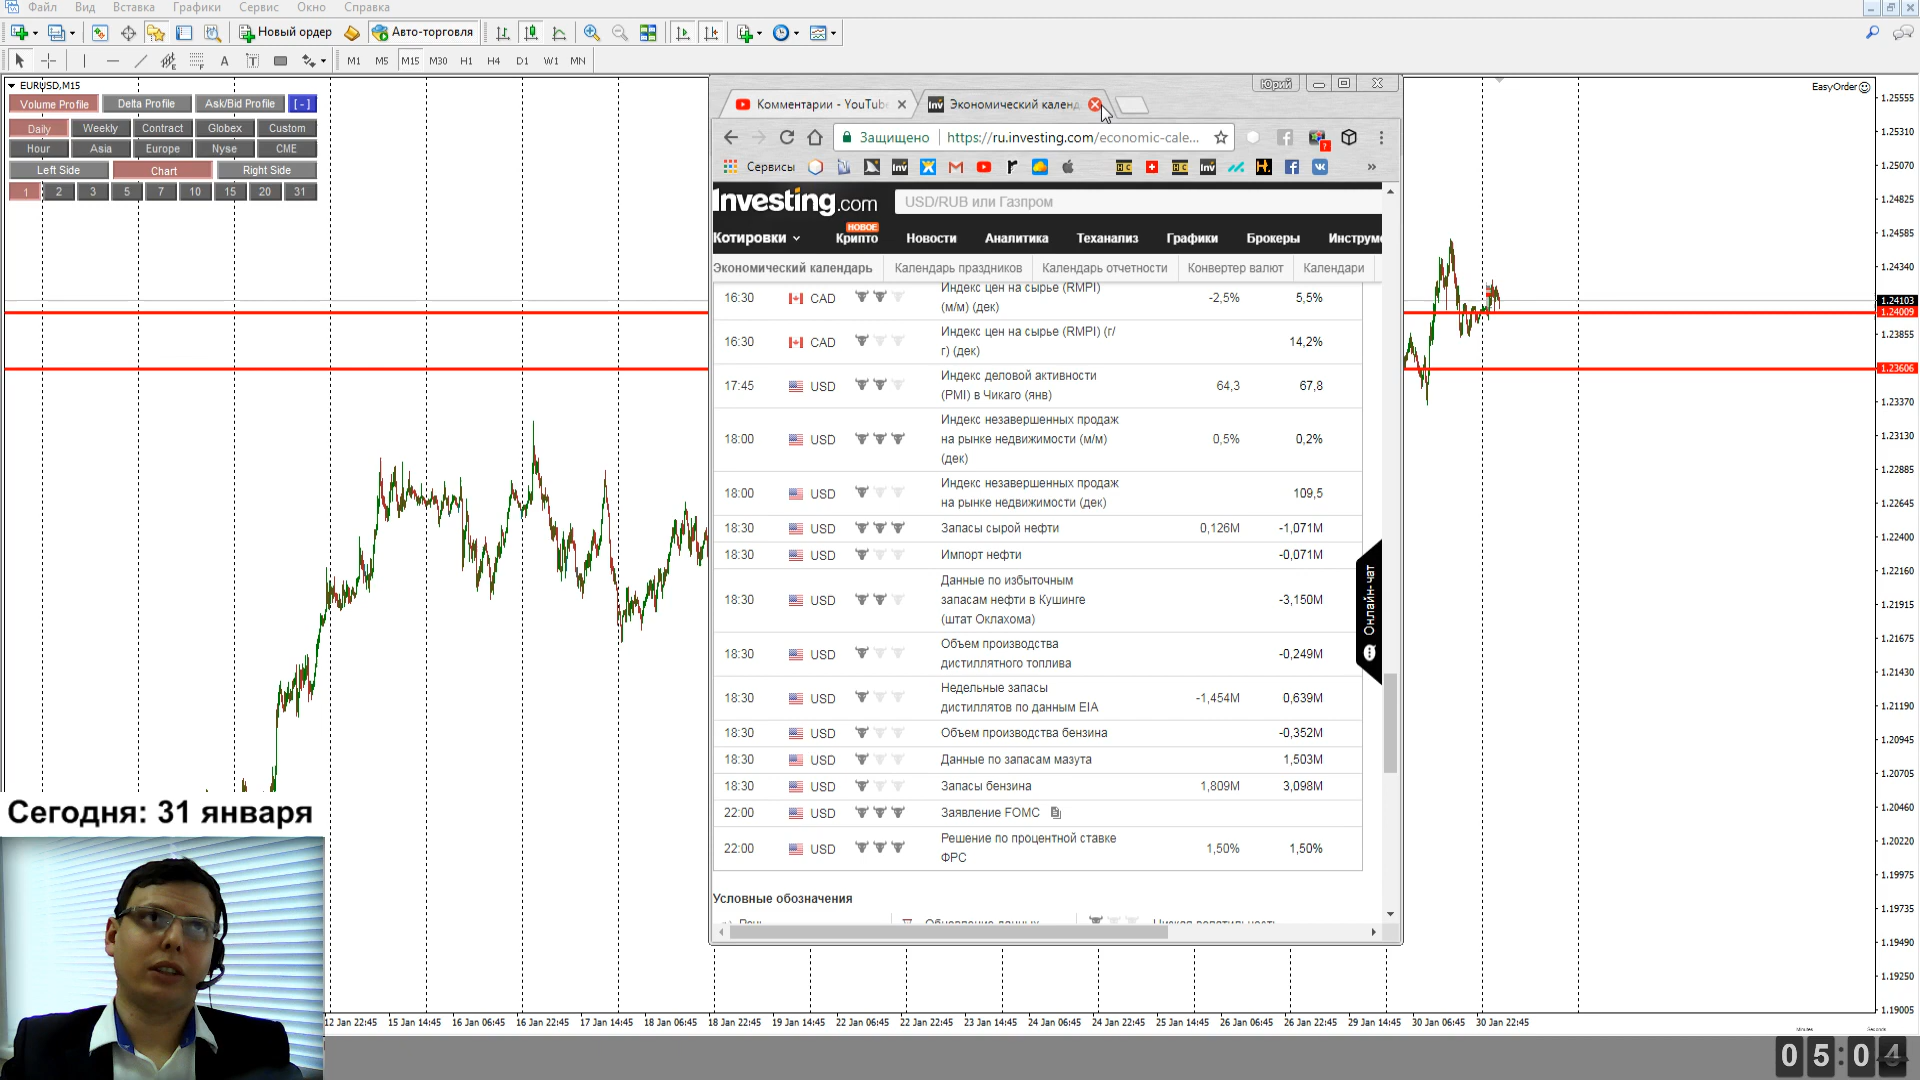 Файл Вид Вставка Графики Сервис Окно Справка
Новый ордер Авто-торговля
A T M1 M5 M15 M30 H1 H4 D1 W1 MN
EURUSD,M15
EasyOrder
Volume Profile Delta Profile Ask/Bid Profile [-]
Daily Weekly Contract Globex Custom
Hour Asia Europe Nyse CME
Left Side Chart Right Side
1 2 3 5 7 10 15 20 31
Юрий
Комментарии - YouTube
Экономический календ
Защищено https://ru.investing.com/economic-cale...
Сервисы
Investing.com
USD/RUB или Газпром
НОВОЕ
Котировки Крипто Новости Аналитика Теханализ Графики Брокеры Инструме
Экономический календарь Календарь праздников Календарь отчетности Конвертер валют Календари
16:30 CAD Индекс цен на сырье (RMPI) -2,5% 5,5%
(м/м) (дек)
16:30 CAD Индекс цен на сырье (RMPI) (г/ 14,2%
г) (дек)
17:45 USD Индекс деловой активности 64,3 67,8
(PMI) в Чикаго (янв)
18:00 USD Индекс незавершенных продаж 0,5% 0,2%
на рынке недвижимости (м/м)
(дек)
18:00 USD Индекс незавершенных продаж 109,5
на рынке недвижимости (дек)
18:30 USD Запасы сырой нефти 0,126M -1,071M
18:30 USD Импорт нефти -0,071M
18:30 USD Данные по избыточным -3,150M
запасам нефти в Кушинге
(штат Оклахома)
18:30 USD Объем производства -0,249M
дистиллятного топлива
18:30 USD Недельные запасы -1,454M 0,639M
дистиллятов по данным EIA
18:30 USD Объем производства бензина -0,352M
18:30 USD Данные по запасам мазута 1,503M
18:30 USD Запасы бензина 1,809M 3,098M
22:00 USD Заявление FOMC
22:00 USD Решение по процентной ставке 1,50% 1,50%
ФРС
Условные обозначения
Онлайн-чат
1.25555
1.25310
1.25070
1.24825
1.24585
1.24340
1.24103
1.24009
1.23855
1.23606
1.23370
1.23130
1.22885
1.22645
1.22400
1.22160
1.21915
1.21675
1.21430
1.21190
1.20945
1.20705
1.20460
1.20220
1.19975
1.19735
1.19490
1.19250
1.19005
Сегодня: 31 января
12 Jan 22:45 15 Jan 14:45 16 Jan 06:45 16 Jan 22:45 17 Jan 14:45 18 Jan 06:45 18 Jan 22:45 19 Jan 14:45 22 Jan 06:45 22 Jan 22:45 23 Jan 14:45 24 Jan 06:45 24 Jan 22:45 25 Jan 14:45 26 Jan 06:45 26 Jan 22:45 29 Jan 14:45 30 Jan 06:45 30 Jan 22:45
Minutes Seconds
05:04